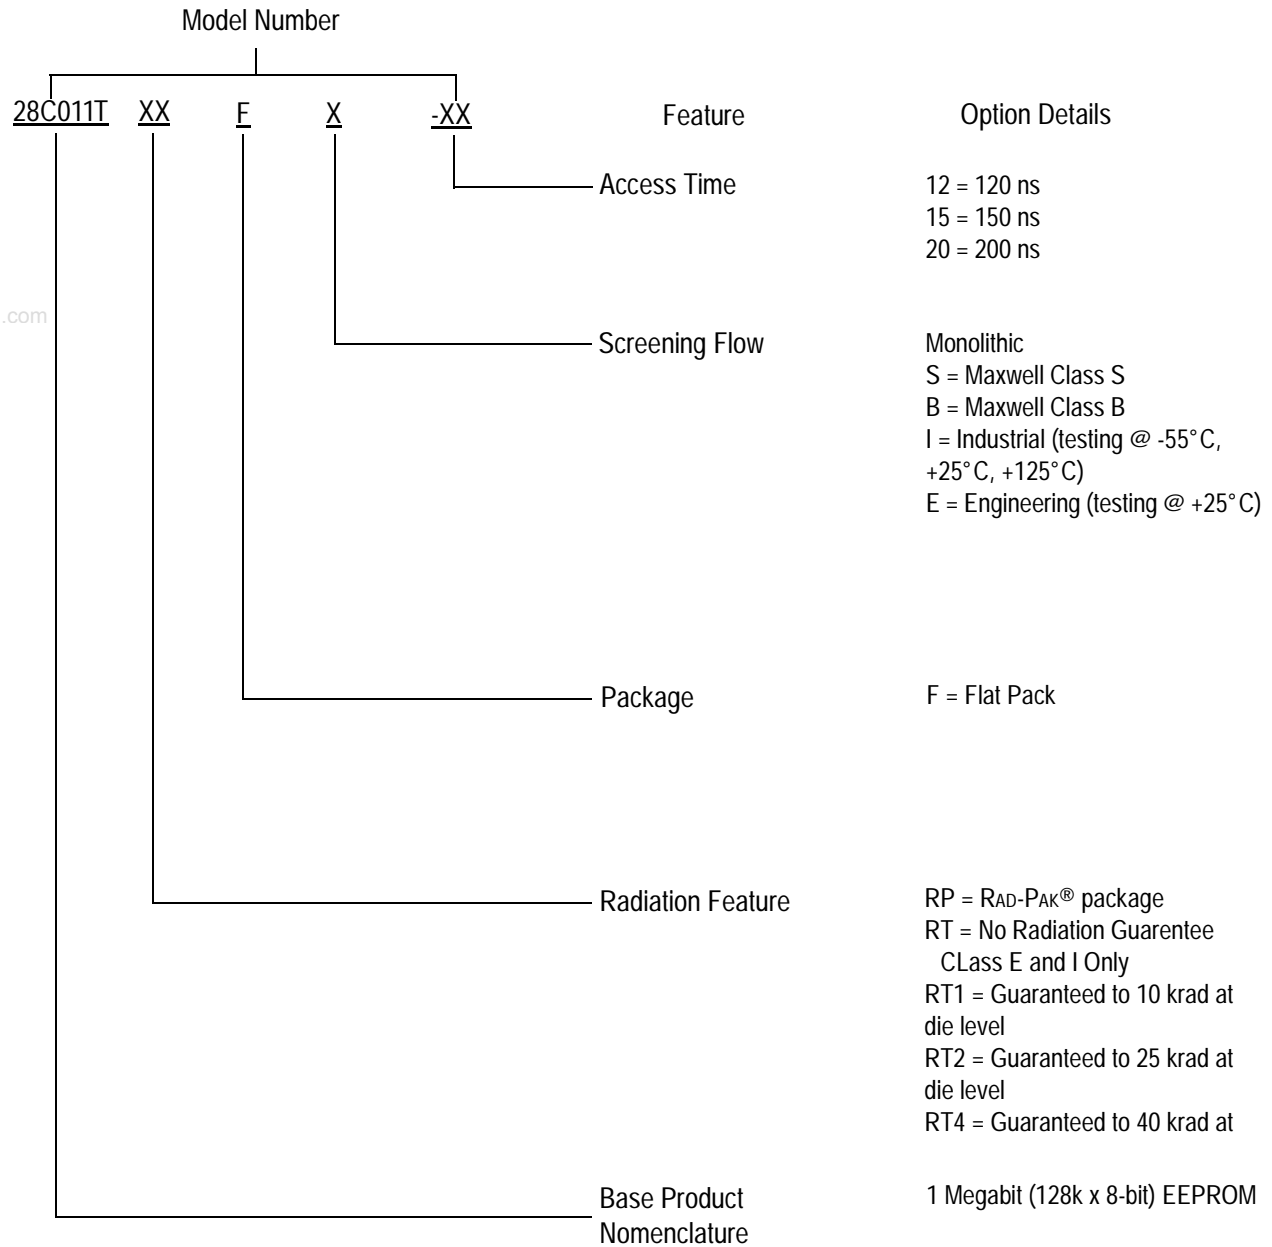 Model Number
28C011T XX F X -XX Feature Option Details
Access Time 12 = 120 ns
15 = 150 ns
20 = 200 ns
.com
Screening Flow Monolithic
S = Maxwell Class S
B = Maxwell Class B
I = Industrial (testing @ -55°C,
+25°C, +125°C)
E = Engineering (testing @ +25°C)
Package F = Flat Pack
Radiation Feature RP = RAD-PAK® package
RT = No Radiation Guarentee
CLass E and I Only
RT1 = Guaranteed to 10 krad at
die level
RT2 = Guaranteed to 25 krad at
die level
RT4 = Guaranteed to 40 krad at
Base Product 1 Megabit (128k x 8-bit) EEPROM
Nomenclature